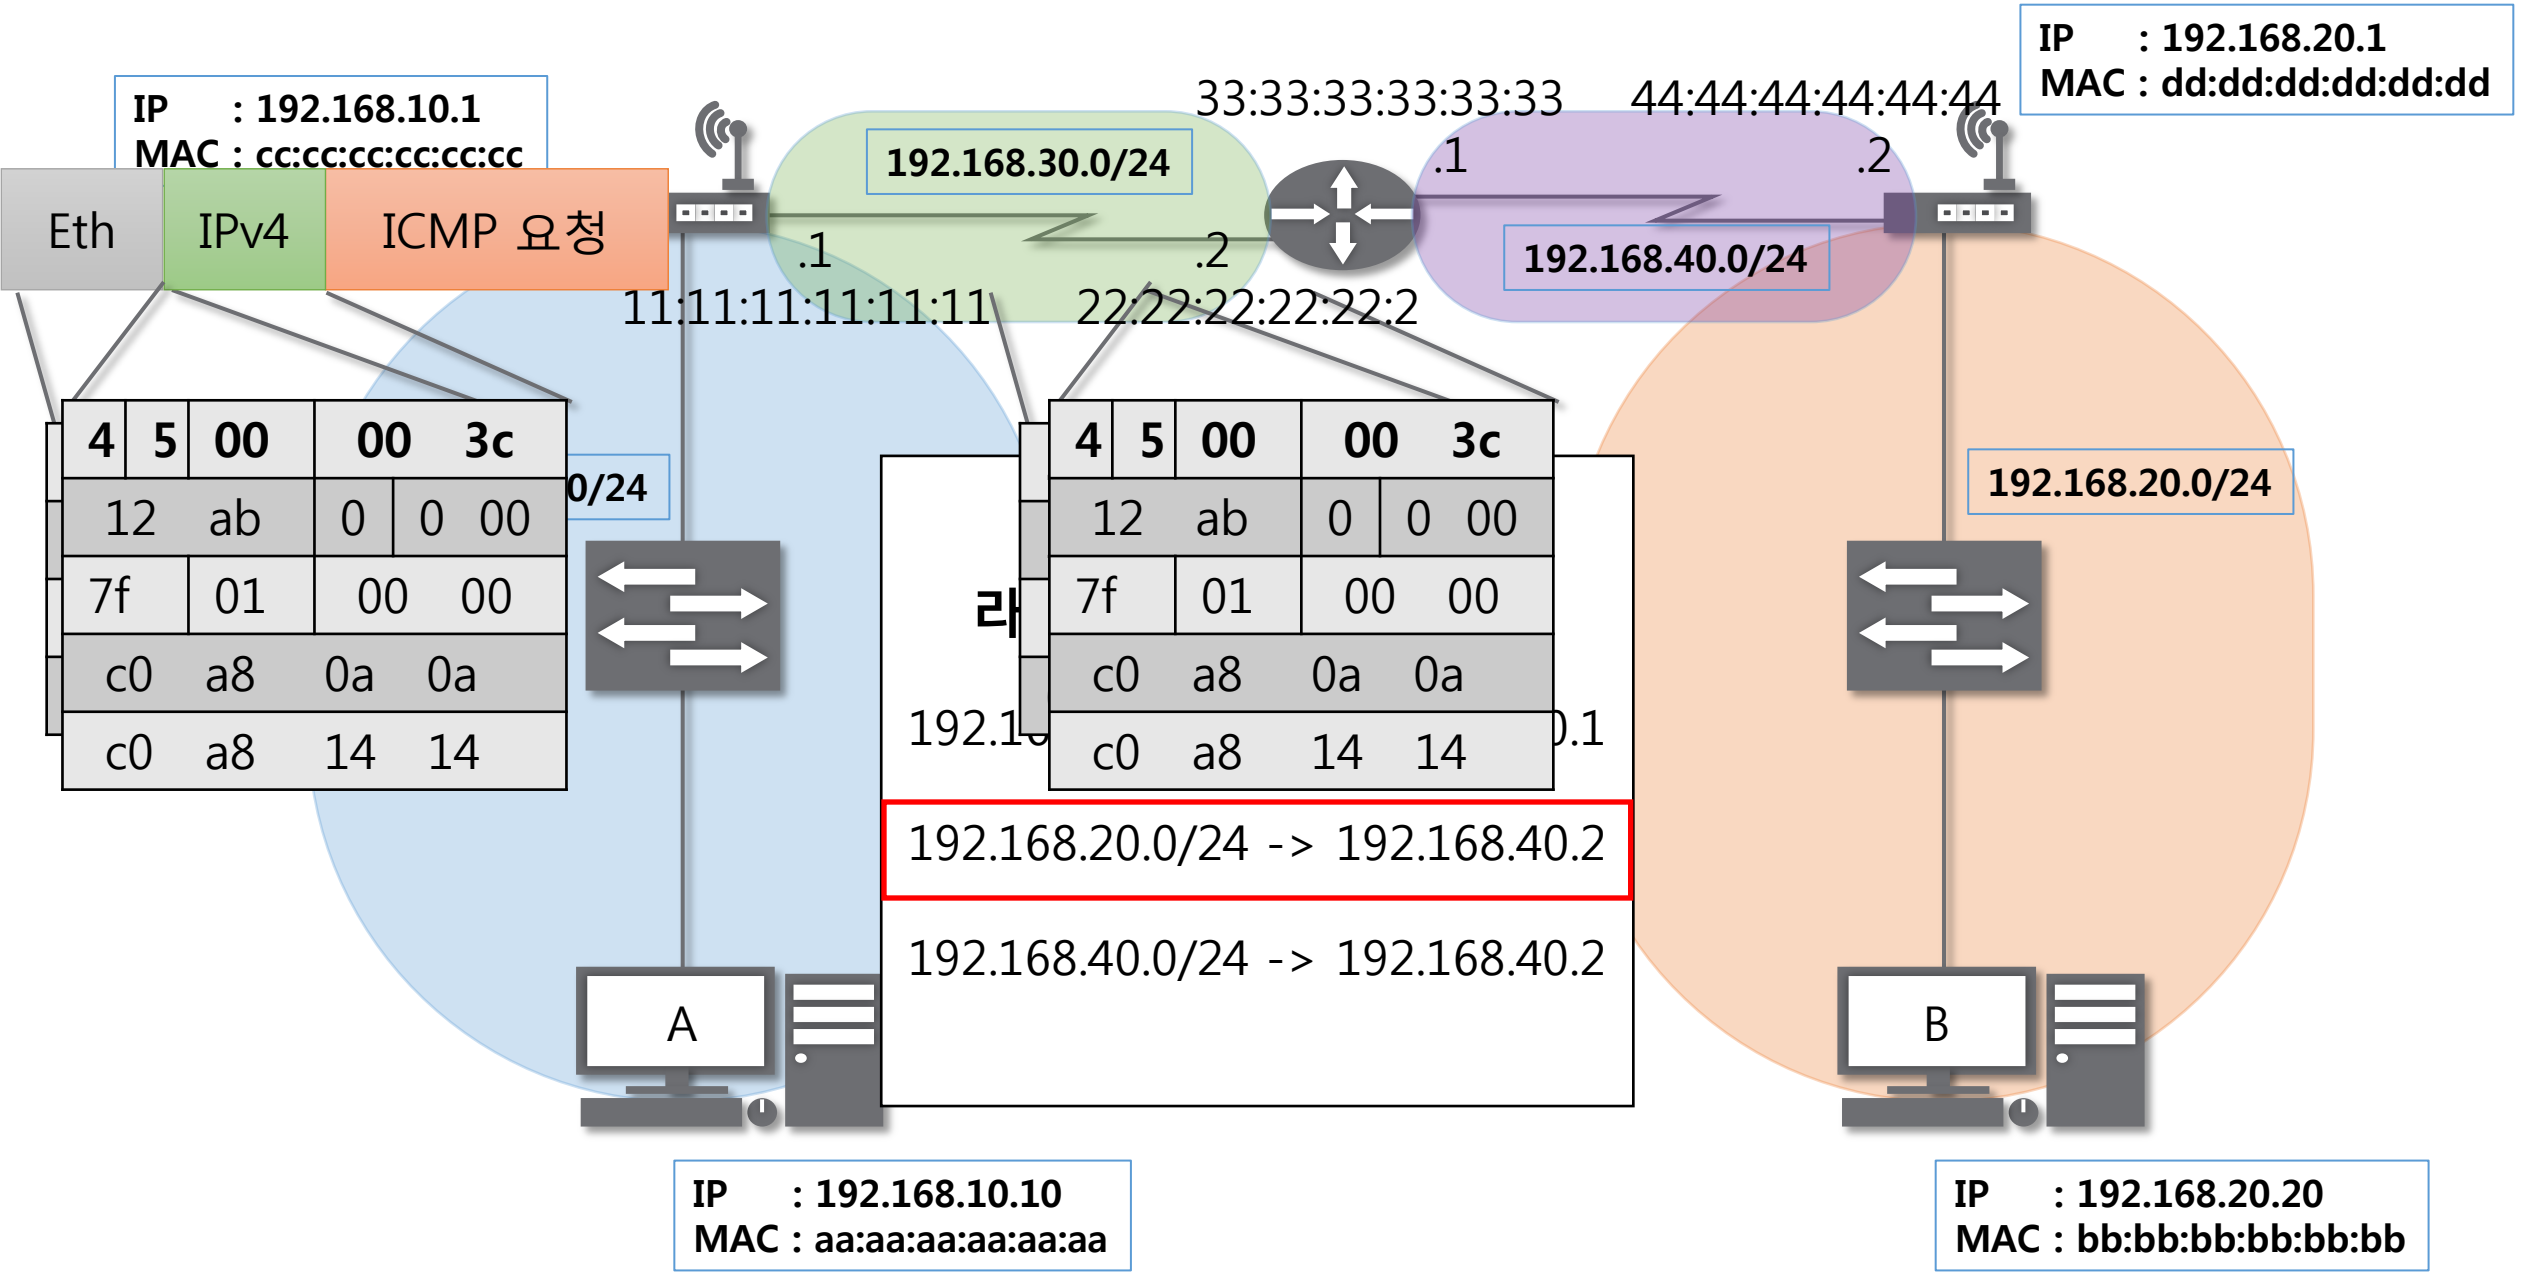 IP : 192.168.20.1
MAC : dd:dd:dd:dd:dd:dd
IP : 192.168.10.1
MAC : cc:cc:cc:cc:cc:cc
33:33:33:33:33:33
44:44:44:44:44:44
192.168.30.0/24
.1
.2
Eth
IPv4
ICMP 요청
.1
.2
192.168.40.0/24
11:11:11:11:11:11
22:22:22:22:22:2
4 5 00 00 3c
12 ab 0 0 00
7f 01 00 00
c0 a8 0a 0a
c0 a8 14 14
0/24
4 5 00 00 3c
12 ab 0 0 00
7f 01 00 00
c0 a8 0a 0a
c0 a8 14 14
192.168.20.0/24
192.168.20.0/24 -> 192.168.40.2
192.168.40.0/24 -> 192.168.40.2
A
B
IP : 192.168.10.10
MAC : aa:aa:aa:aa:aa:aa
IP : 192.168.20.20
MAC : bb:bb:bb:bb:bb:bb